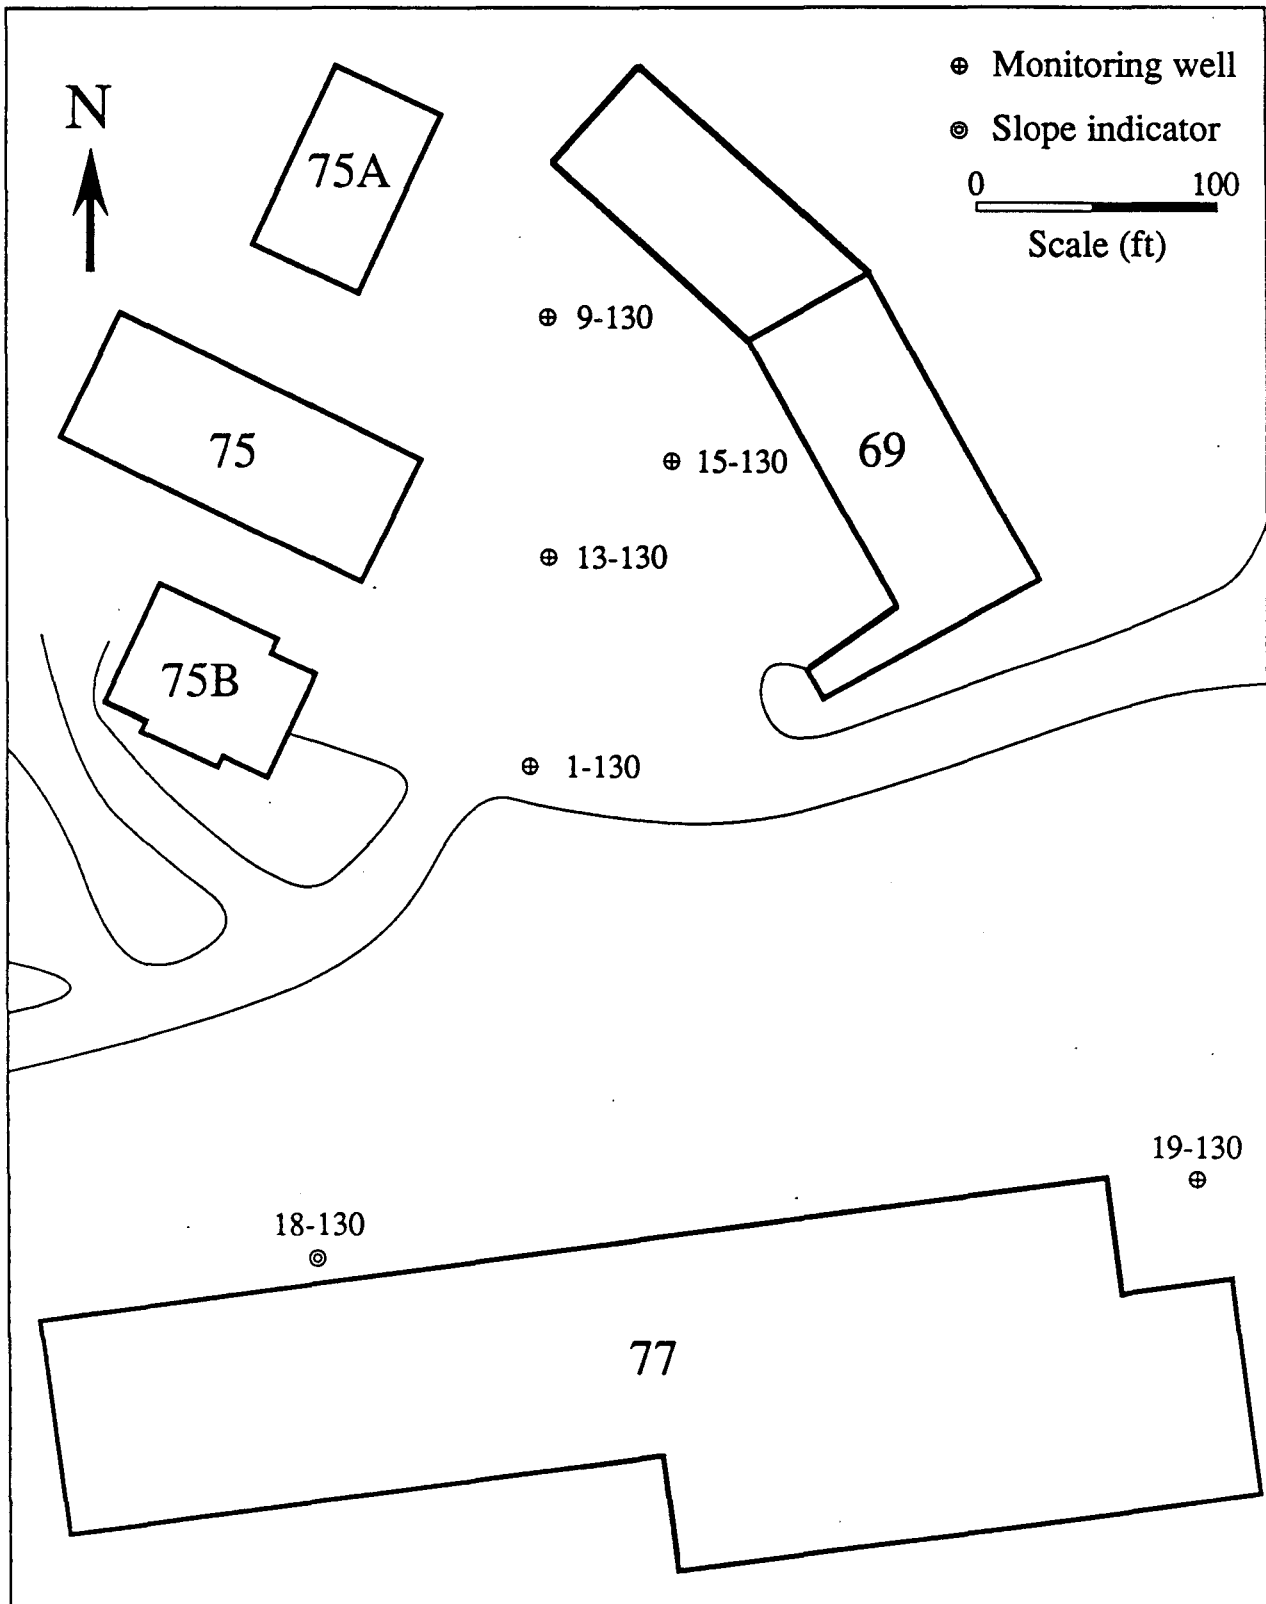 N
Monitoring well
Slope indicator
0 100
Scale (ft)
75A
9-130
75
15-130
69
13-130
75B
1-130
19-130
18-130
77